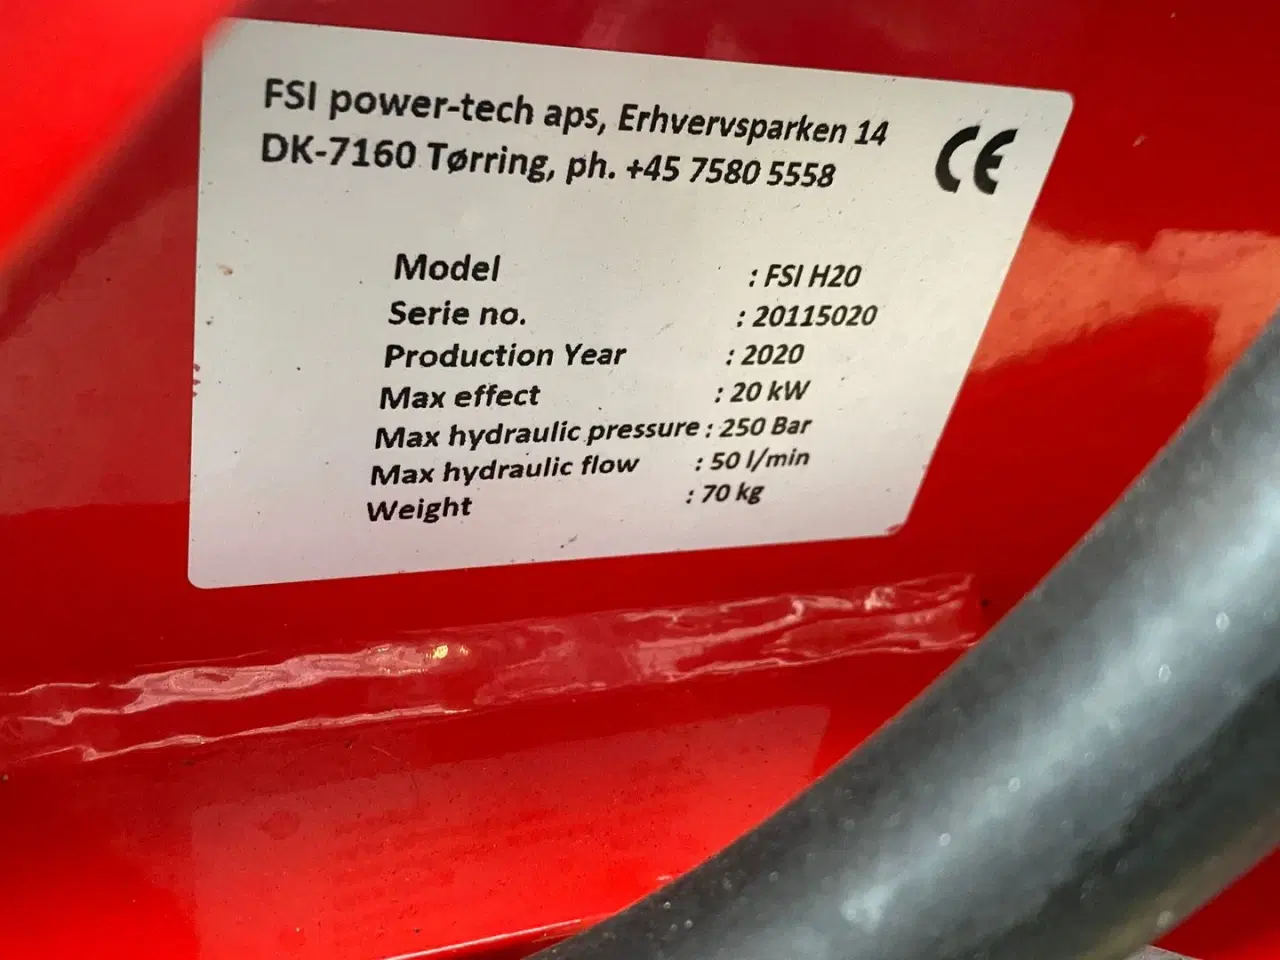 FSI power-tech aps, Erhvervsparken 14
DK-7160 Tørring, ph. +45 7580 5558
CE
Model : FSI H20
Serie no. : 20115020
Production Year : 2020
Max effect : 20 kW
Max hydraulic pressure : 250 Bar
Max hydraulic flow : 50 l/min
Weight : 70 kg